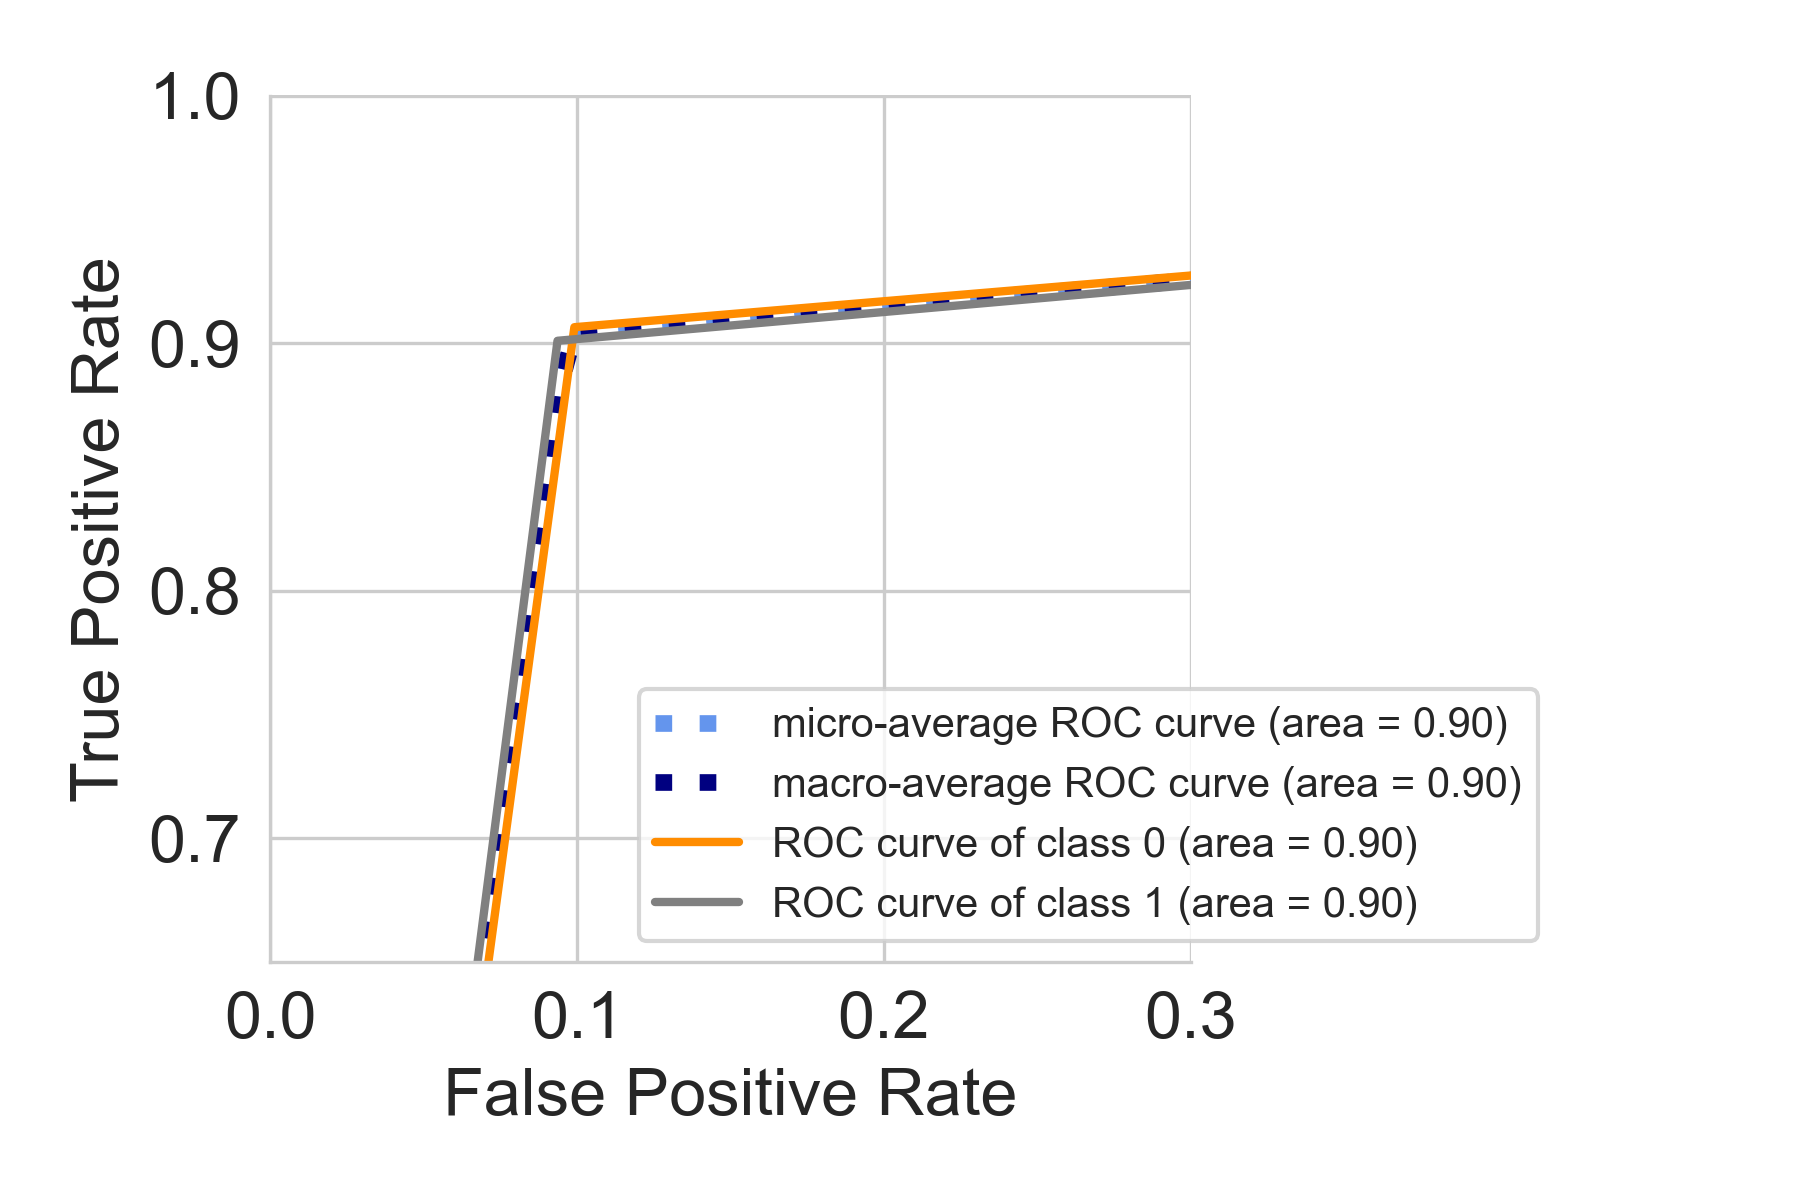 1.0
0.9
0.8
0.7
True Positive Rate
micro-average ROC curve (area = 0.90)
macro-average ROC curve (area = 0.90)
ROC curve of class 0 (area = 0.90)
ROC curve of class 1 (area = 0.90)
0.0 0.1 0.2 0.3
False Positive Rate